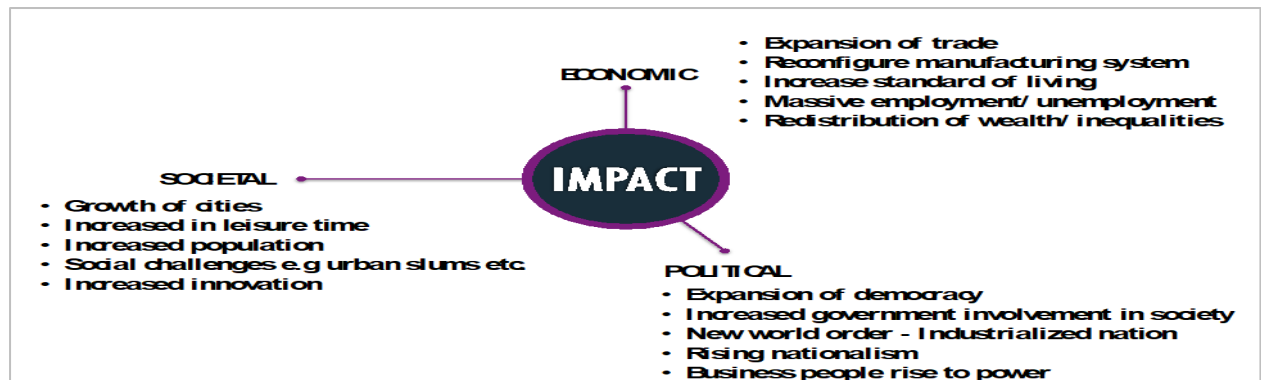 ECONOMIC
• Expansion of trade
• Reconfigure manufacturing system
• Increase standard of living
• Massive employment/ unemployment
• Redistribution of wealth/ inequalities
IMPACT
SOCIETAL
• Growth of cities
• Increased in leisure time
• Increased population
• Social challenges e.g urban slums etc
• Increased innovation
POLITICAL
• Expansion of democracy
• Increased government involvement in society
• New world order - Industrialized nation
• Rising nationalism
• Business people rise to power